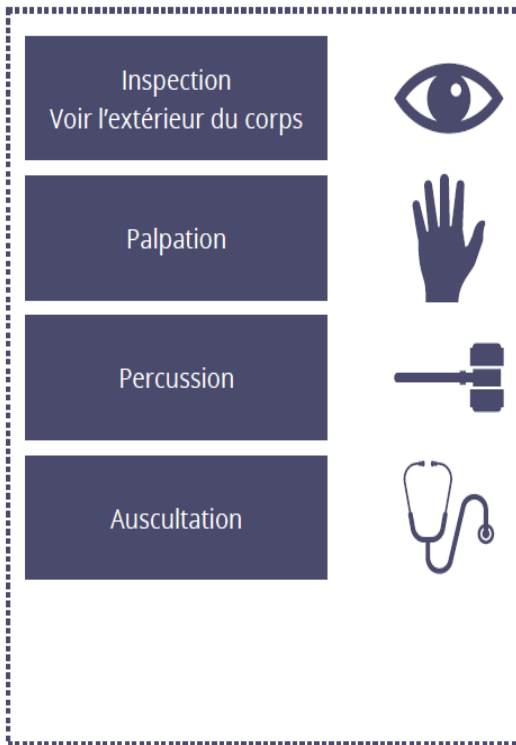 Inspection
Voir l’extérieur du corps
Palpation
Percussion
Auscultation